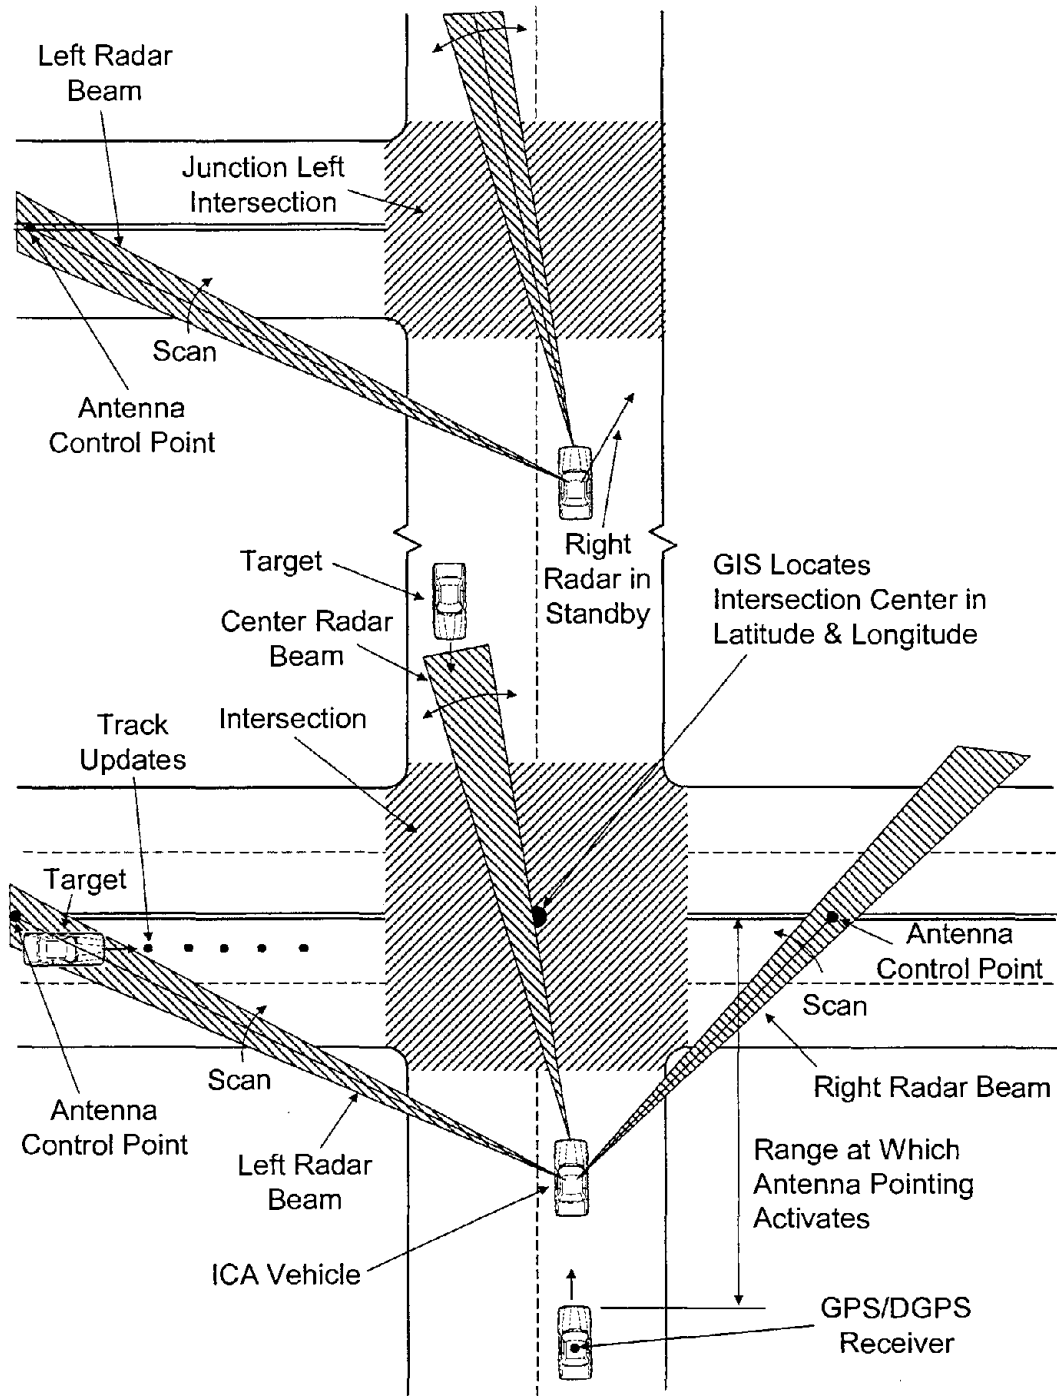 Left Radar
Beam
Junction Left
Intersection
Scan
Antenna
Control Point
Right
Radar in
Standby
Target
GIS Locates
Intersection Center in
Latitude & Longitude
Center Radar
Beam
Intersection
Track
Updates
Target
Antenna
Control Point
Scan
Scan
Right Radar Beam
Antenna
Control Point
Left Radar
Beam
Range at Which
Antenna Pointing
Activates
ICA Vehicle
GPS/DGPS
Receiver